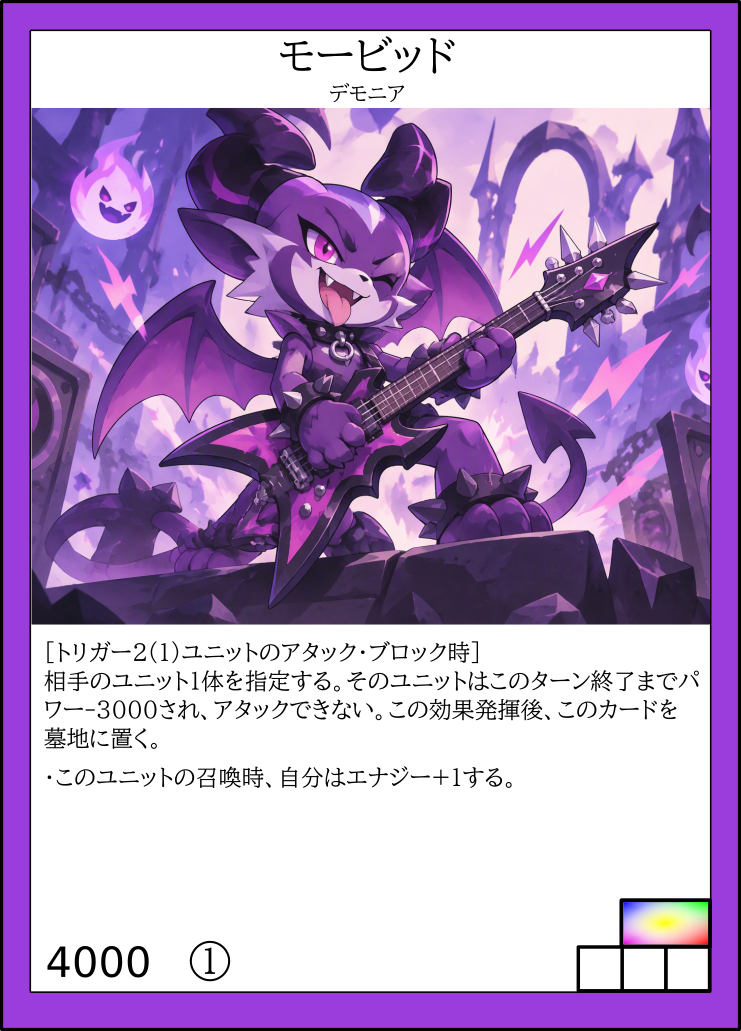 モービッド
デモニア
［トリガー2(1)ユニットのアタック・ブロック時］
相手のユニット1体を指定する。そのユニットはこのターン終了までパ
ワー-3000され、アタックできない。この効果発揮後、このカードを
墓地に置く。
・このユニットの召喚時、自分はエナジー＋1する。
4000 ①